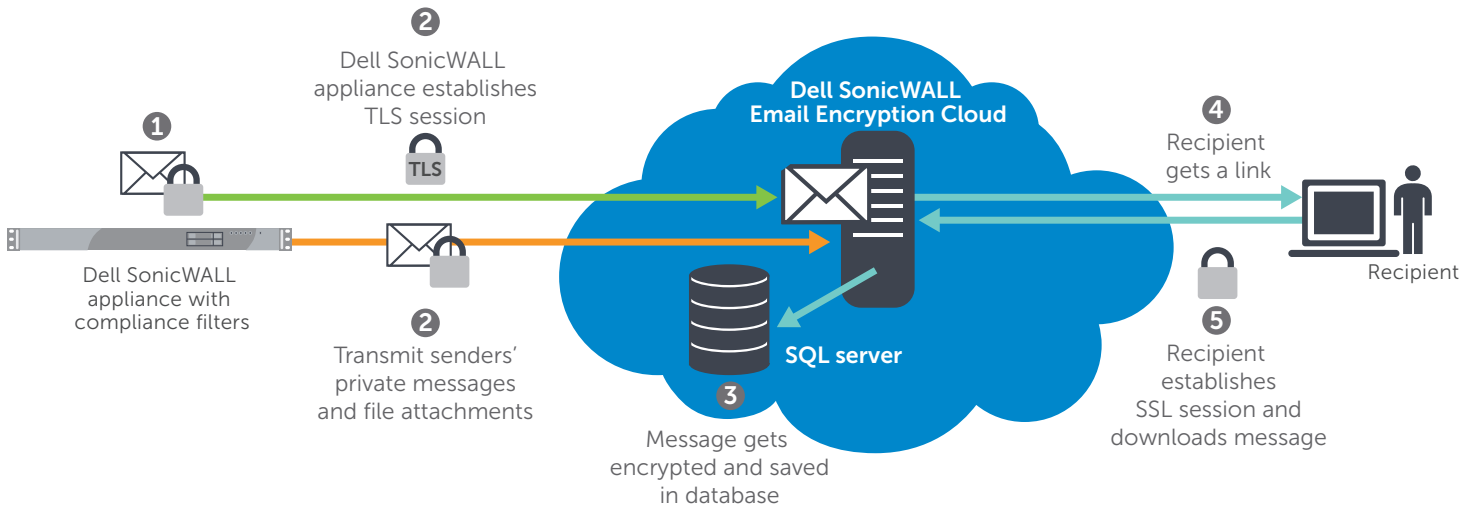 1
Dell SonicWALL
appliance with
compliance filters
2
Dell SonicWALL
appliance establishes
TLS session
TLS
2
Transmit senders’
private messages
and file attachments
Dell SonicWALL
Email Encryption Cloud
SQL server
3
Message gets
encrypted and saved
in database
4
Recipient
gets a link
Recipient
5
Recipient
establishes
SSL session and
downloads message